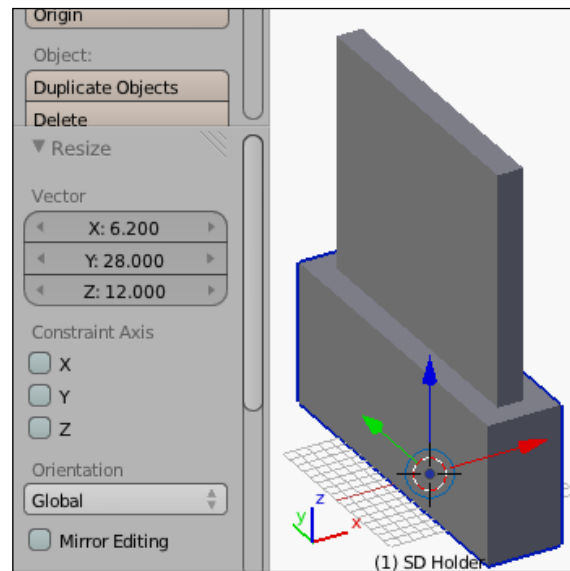 Origin
Object:
Duplicate Objects
Delete
Resize
Vector
X: 6.200
Y: 28.000
Z: 12.000
Constraint Axis
X
Y
Z
Orientation
Global
Mirror Editing
z
y
x
(1) SD Holder